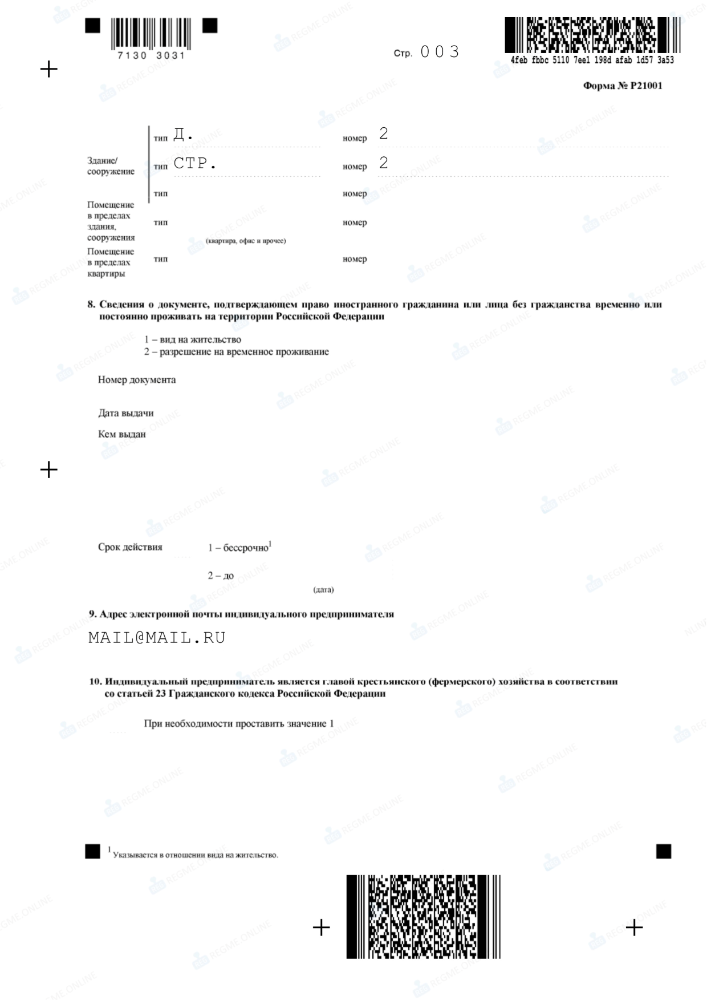 7130 3031
Стр. 003
4feb fbbc 5110 7ee1 198d afab 1d57 3a53
Форма № Р21001
тип Д. номер 2
Здание/
сооружение
тип СТР. номер 2
тип номер
Помещение
в пределах
здания,
сооружения
тип номер
(квартира, офис и прочее)
Помещение
в пределах
квартиры
тип номер
8. Сведения о документе, подтверждающем право иностранного гражданина или лица без гражданства временно или
постоянно проживать на территории Российской Федерации
1 – вид на жительство
2 – разрешение на временное проживание
Номер документа
Дата выдачи
Кем выдан
Срок действия 1 – бессрочно1
2 – до
(дата)
9. Адрес электронной почты индивидуального предпринимателя
MAIL@MAIL.RU
10. Индивидуальный предприниматель является главой крестьянского (фермерского) хозяйства в соответствии
со статьей 23 Гражданского кодекса Российской Федерации
При необходимости проставить значение 1
1 Указывается в отношении вида на жительство.
REGME.ONLINE